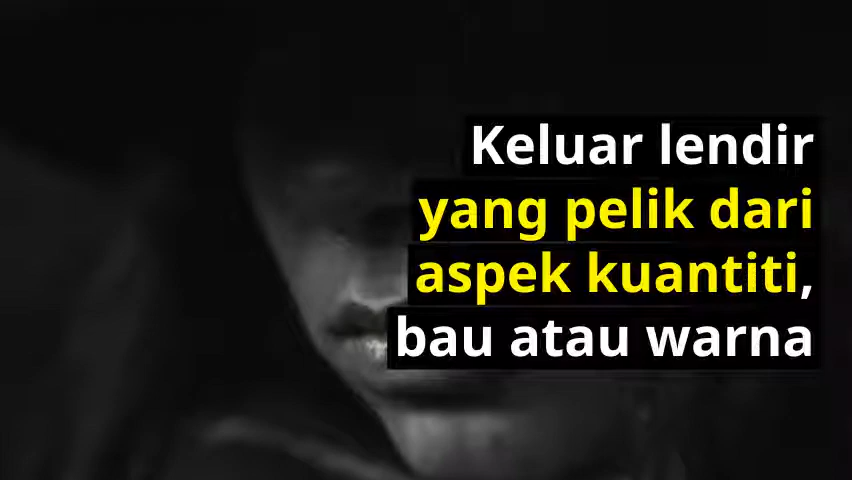 Keluar lendir
yang pelik dari
aspek kuantiti,
bau atau warna